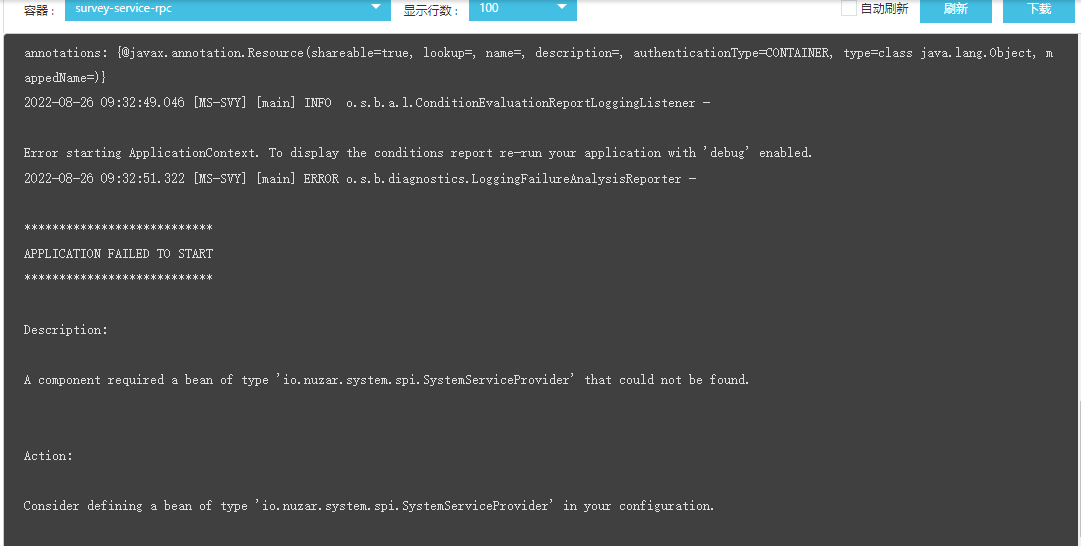 容器： survey-service-rpc 显示行数： 100 自动刷新 刷新 下载
annotations: {@javax.annotation.Resource(shareable=true, lookup=, name=, description=, authenticationType=CONTAINER, type=class java.lang.Object, m
appedName=)}
2022-08-26 09:32:49.046 [MS-SVY] [main] INFO  o.s.b.a.l.ConditionEvaluationReportLoggingListener -
Error starting ApplicationContext. To display the conditions report re-run your application with 'debug' enabled.
2022-08-26 09:32:51.322 [MS-SVY] [main] ERROR o.s.b.diagnostics.LoggingFailureAnalysisReporter -
***************************
APPLICATION FAILED TO START
***************************
Description:
A component required a bean of type 'io.nuzar.system.spi.SystemServiceProvider' that could not be found.
Action:
Consider defining a bean of type 'io.nuzar.system.spi.SystemServiceProvider' in your configuration.